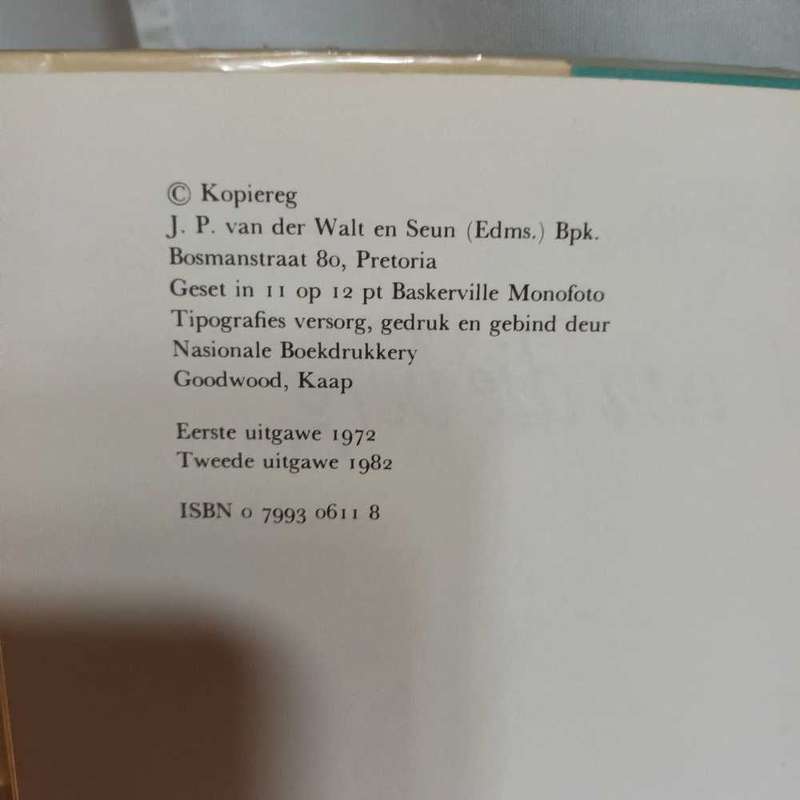 © Kopiereg
J. P. van der Walt en Seun (Edms.) Bpk.
Bosmanstraat 80, Pretoria
Geset in 11 op 12 pt Baskerville Monofoto
Tipografies versorg, gedruk en gebind deur
Nasionale Boekdrukkery
Goodwood, Kaap
Eerste uitgawe 1972
Tweede uitgawe 1982
ISBN 0 7993 0611 8